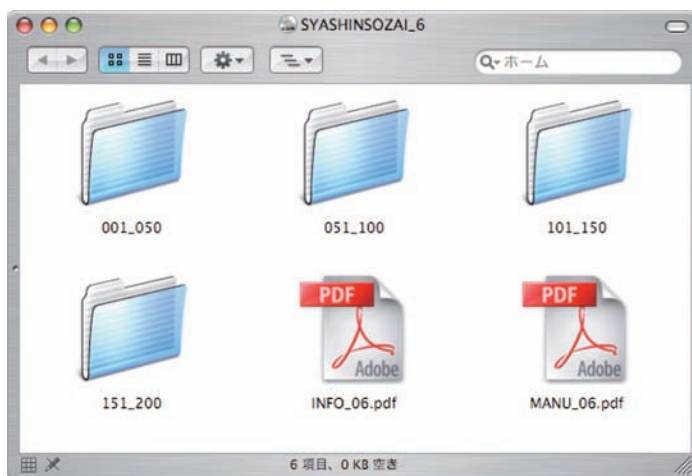 SYASHINSOZAI_6
ホーム
001_050
051_100
101_150
151_200
PDF
Adobe
INFO_06.pdf
PDF
Adobe
MANU_06.pdf
6 項目、0 KB 空き